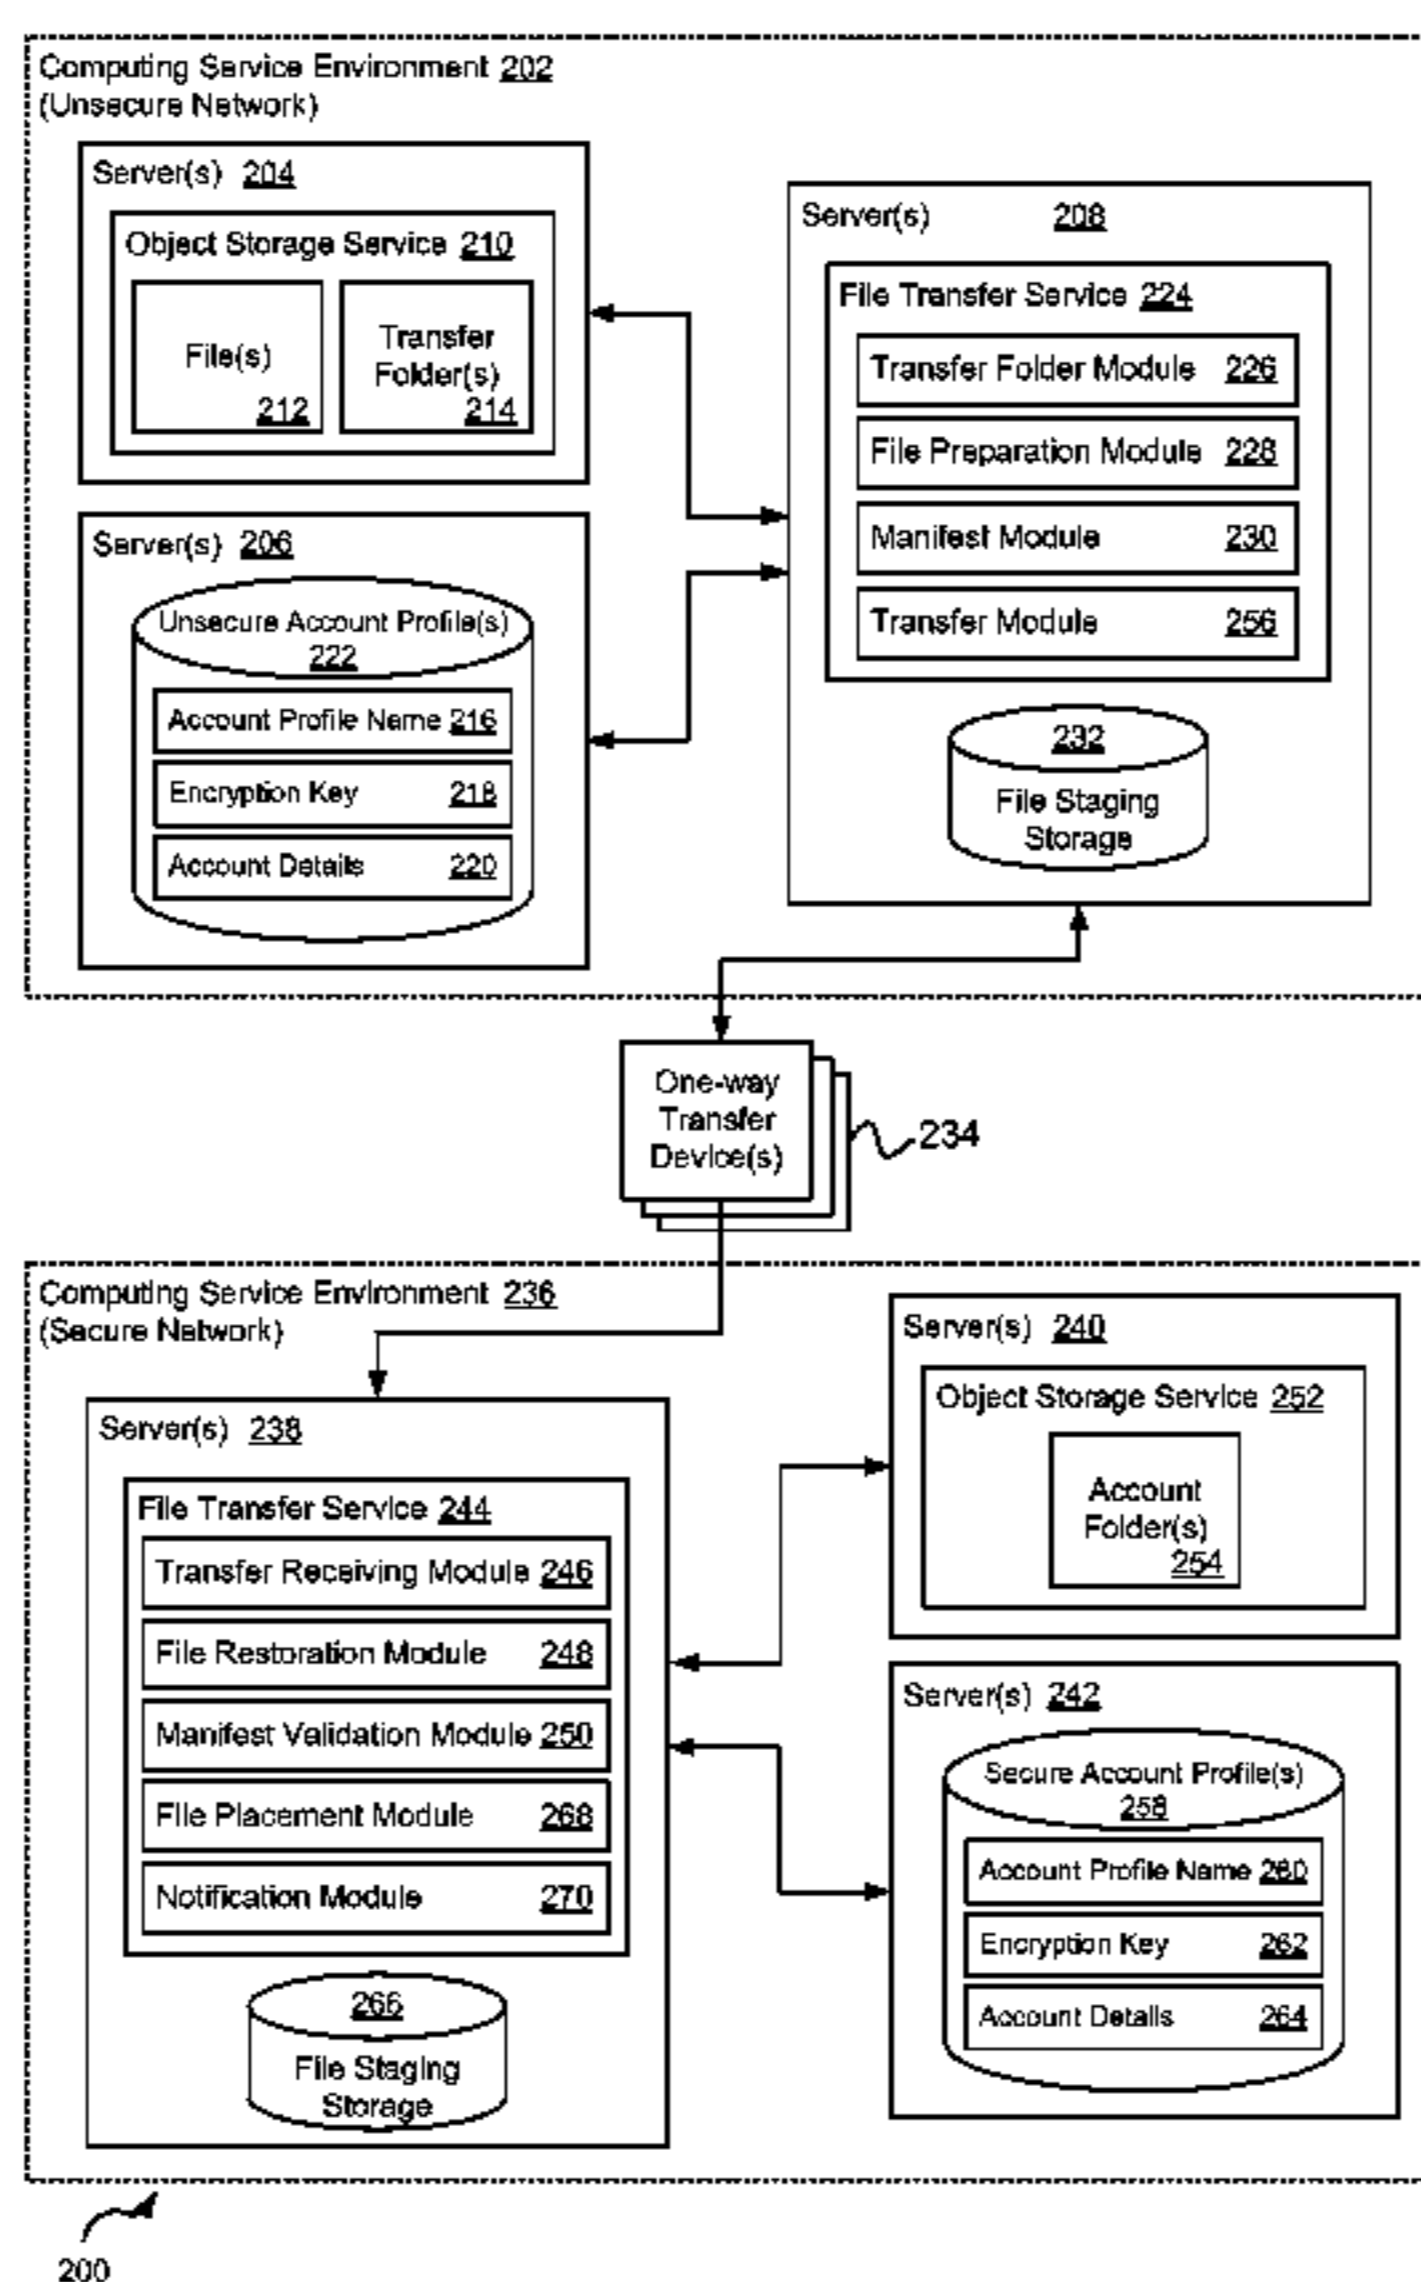 Computing Service Environment 202
(Unsecure Network)
Server(s) 204
Object Storage Service 210
File(s)
212
Transfer
Folder(s)
214
Server(s) 206
Unsecure Account Profile(s)
222
Account Profile Name 216
Encryption Key 218
Account Details 220
Server(s) 208
File Transfer Service 224
Transfer Folder Module 226
File Preparation Module 228
Manifest Module 230
Transfer Module 256
232
File Staging
Storage
One-way
Transfer
Device(s)
234
Computing Service Environment 236
(Secure Network)
Server(s) 238
File Transfer Service 244
Transfer Receiving Module 246
File Restoration Module 248
Manifest Validation Module 250
File Placement Module 268
Notification Module 270
266
File Staging
Storage
Server(s) 240
Object Storage Service 252
Account
Folder(s)
254
Server(s) 242
Secure Account Profile(s)
258
Account Profile Name 260
Encryption Key 262
Account Details 264
200